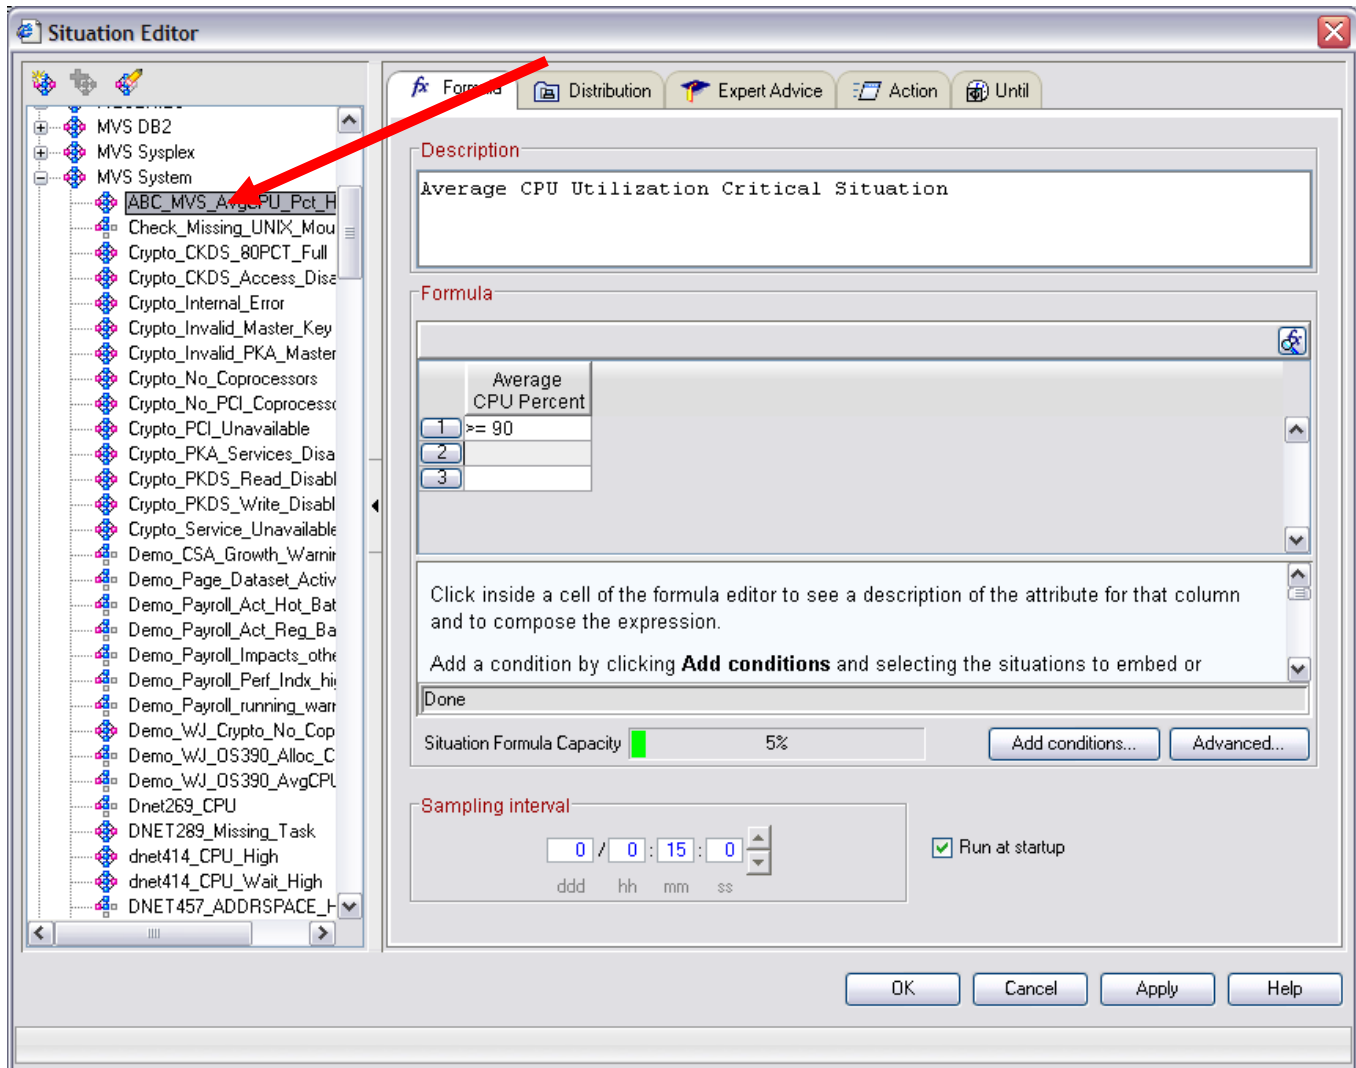 Situation Editor
MVS DB2
MVS Sysplex
MVS System
ABC_MVS_AvgCPU_Pct_H
Check_Missing_UNIX_Mou
Crypto_CKDS_80PCT_Full
Crypto_CKDS_Access_Disa
Crypto_Internal_Error
Crypto_Invalid_Master_Key
Crypto_Invalid_PKA_Master
Crypto_No_Coprocessors
Crypto_No_PCI_Coprocesso
Crypto_PCI_Unavailable
Crypto_PKA_Services_Disa
Crypto_PKDS_Read_Disabl
Crypto_PKDS_Write_Disabl
Crypto_Service_Unavailable
Demo_CSA_Growth_Warnin
Demo_Page_Dataset_Activ
Demo_Payroll_Act_Hot_Bat
Demo_Payroll_Act_Reg_Ba
Demo_Payroll_Impacts_othe
Demo_Payroll_Perf_Indx_hi
Demo_Payroll_running_warr
Demo_WJ_Crypto_No_Cop
Demo_WJ_OS390_Alloc_C
Demo_WJ_OS390_AvgCPU
Dnet269_CPU
DNET289_Missing_Task
dnet414_CPU_High
dnet414_CPU_Wait_High
DNET457_ADDRSPACE_H
Formula
Distribution
Expert Advice
Action
Until
Description
Average CPU Utilization Critical Situation
Formula
Average
CPU Percent
1 >= 90
2
3
Click inside a cell of the formula editor to see a description of the attribute for that column
and to compose the expression.
Add a condition by clicking Add conditions and selecting the situations to embed or
Done
Situation Formula Capacity 5% Add conditions... Advanced...
Sampling interval
0 / 0 : 15 : 0
ddd hh mm ss
Run at startup
OK Cancel Apply Help